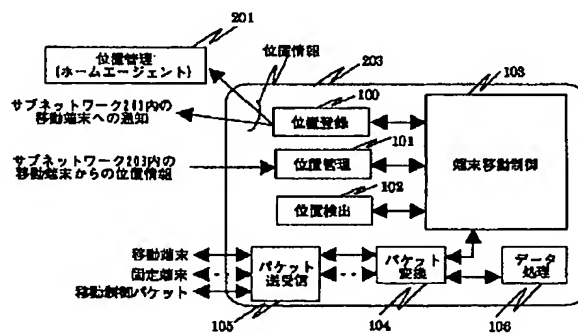 201
位置管理
(ホームエージェント)
位置情報
203
103
サブネットワーク201内の
移動端末への通知
100
位置登録
101
サブネットワーク203内の
移動端末からの位置情報
位置管理
端末移動制御
102
位置検出
移動端末
固定端末
移動制御パケット
パケット
送受信
パケット
変換
データ
処理
105
104
106